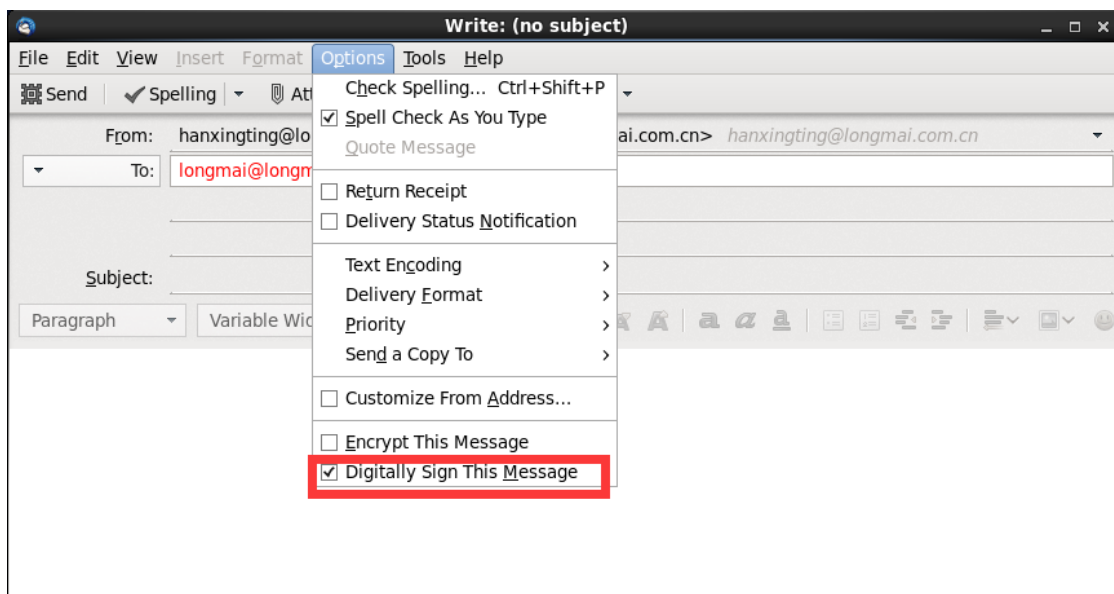 Write: (no subject)
File Edit View Insert Format Options Tools Help
Send Spelling
Check Spelling... Ctrl+Shift+P
Spell Check As You Type
Quote Message
Return Receipt
Delivery Status Notification
Text Encoding
Delivery Format
Priority
Send a Copy To
Customize From Address...
Encrypt This Message
Digitally Sign This Message
From: hanxingting@lo ai.com.cn> hanxingting@longmai.com.cn
To: longmai@longm
Subject:
Paragraph Variable